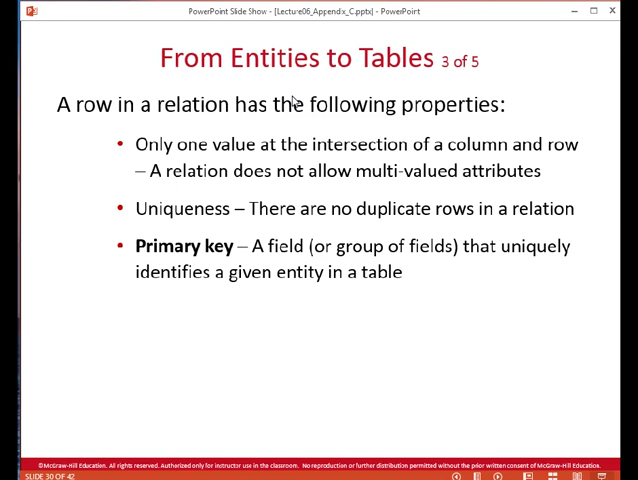 PowerPoint Slide Show - [Lecture06_Appendix_C.pptx] - PowerPoint
From Entities to Tables 3 of 5
A row in a relation has the following properties:
• Only one value at the intersection of a column and row
– A relation does not allow multi-valued attributes
• Uniqueness – There are no duplicate rows in a relation
• Primary key – A field (or group of fields) that uniquely
identifies a given entity in a table
©McGraw-Hill Education. All rights reserved. Authorized only for instructor use in the classroom. No reproduction or further distribution permitted without the prior written consent of McGraw-Hill Education.
SLIDE 30 OF 42